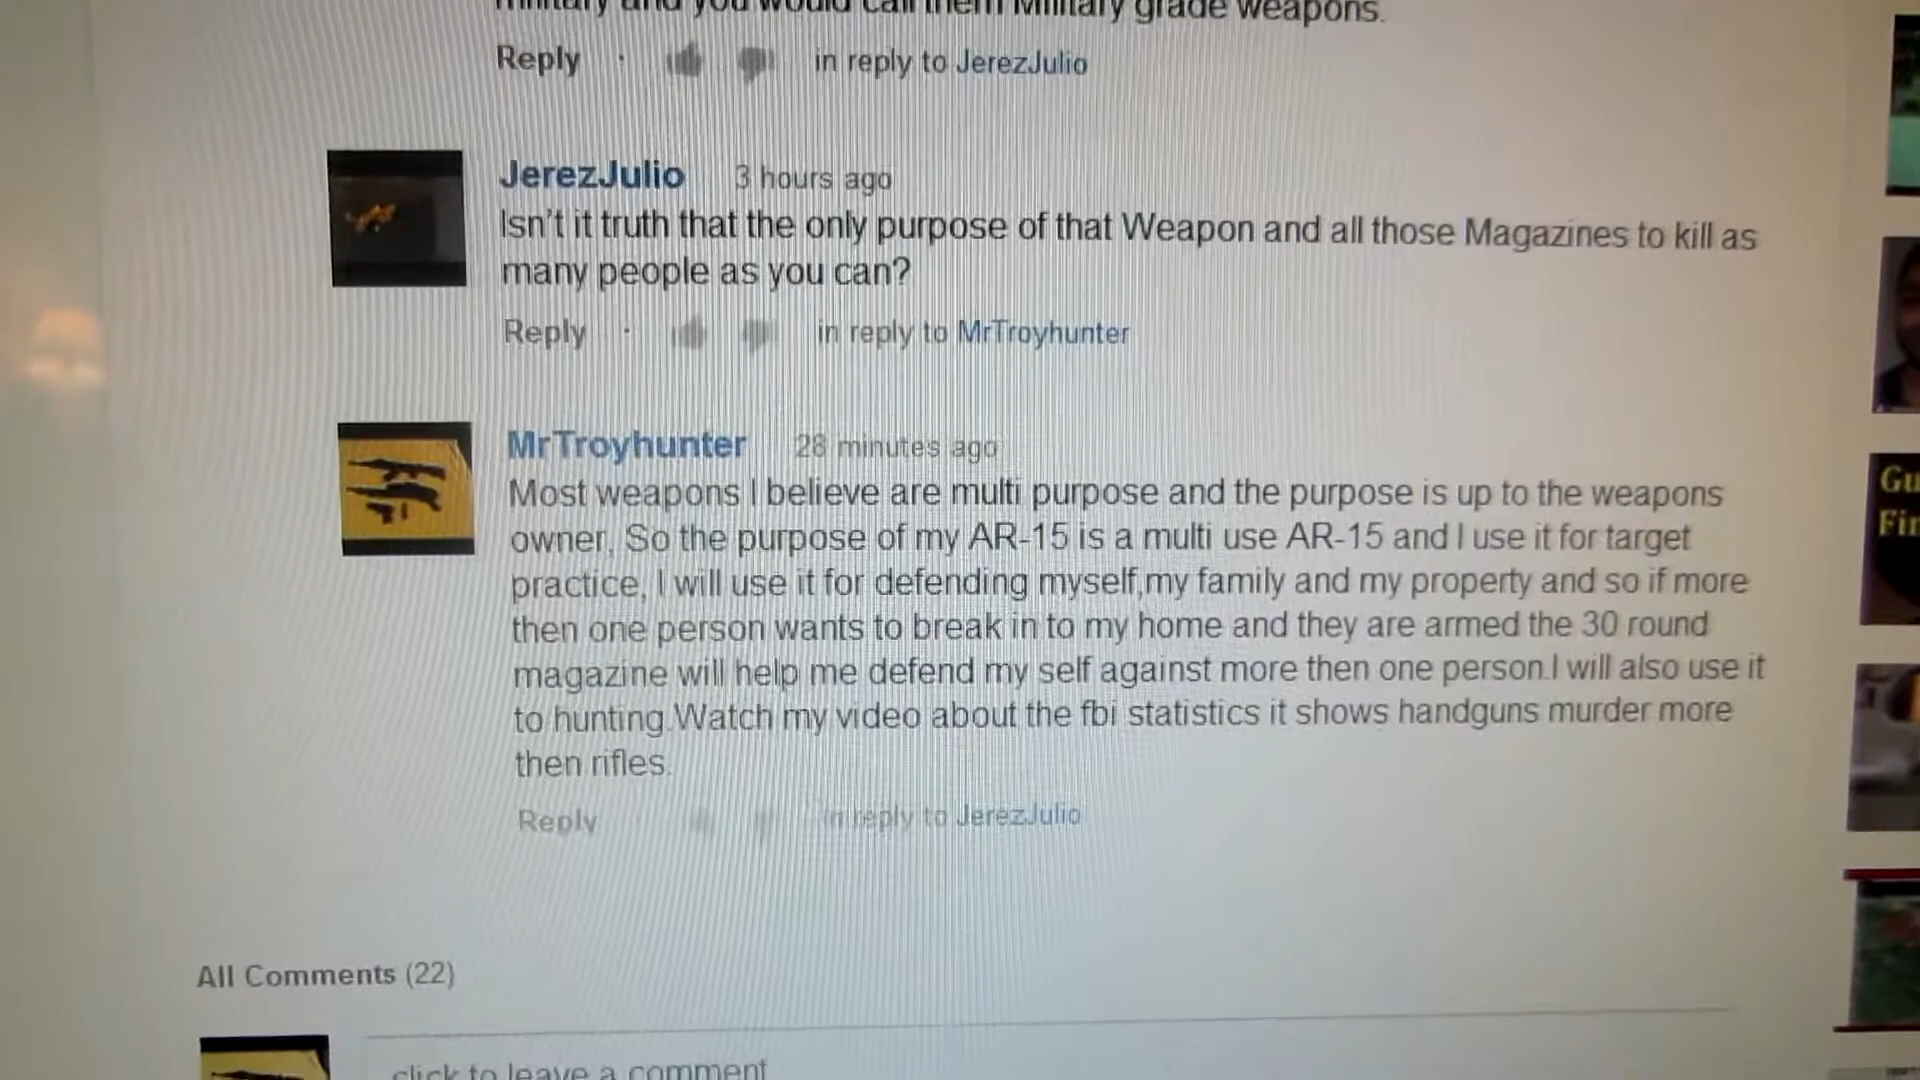 military and you would call them Military grade weapons.
Reply · in reply to JerezJulio
JerezJulio 3 hours ago
Isn't it truth that the only purpose of that Weapon and all those Magazines to kill as
many people as you can?
Reply · in reply to MrTroyhunter
MrTroyhunter 28 minutes ago
Most weapons I believe are multi purpose and the purpose is up to the weapons
owner, So the purpose of my AR-15 is a multi use AR-15 and I use it for target
practice, I will use it for defending myself,my family and my property and so if more
then one person wants to break in to my home and they are armed the 30 round
magazine will help me defend my self against more then one person.I will also use it
to hunting.Watch my video about the fbi statistics it shows handguns murder more
then rifles.
Reply · in reply to JerezJulio
All Comments (22)
click to leave a comment
Gu
Fir